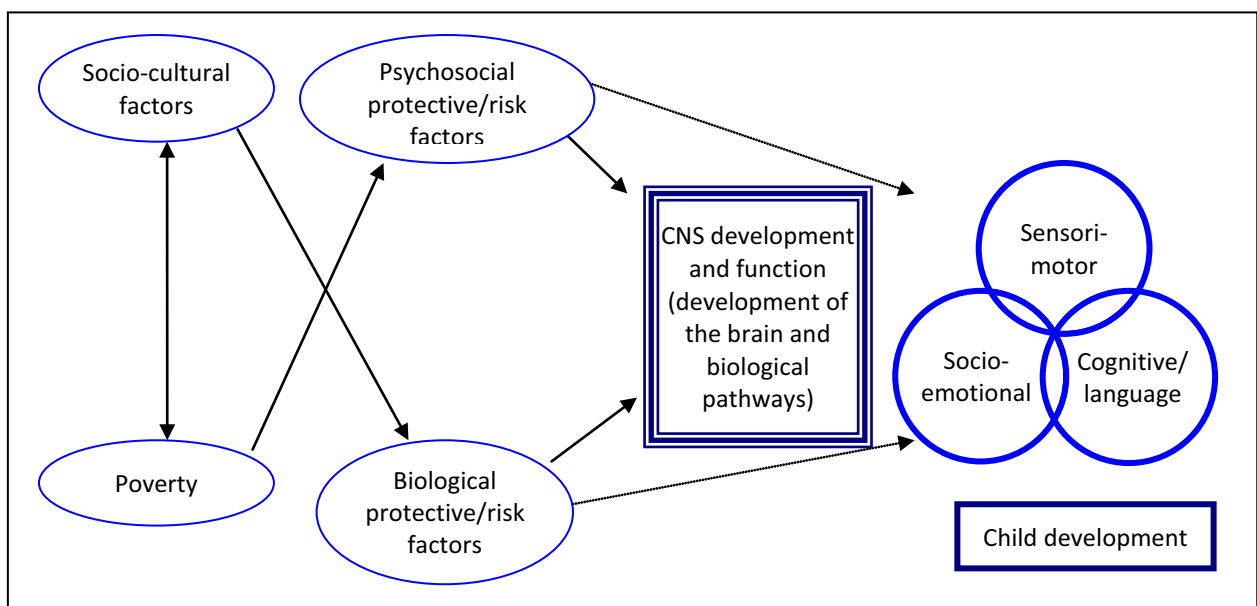 Socio-cultural
factors
Psychosocial
protective/risk
factors
CNS development
and function
(development of
the brain and
biological
pathways)
Sensori-
motor
Socio-
emotional
Cognitive/
language
Poverty
Biological
protective/risk
factors
Child development